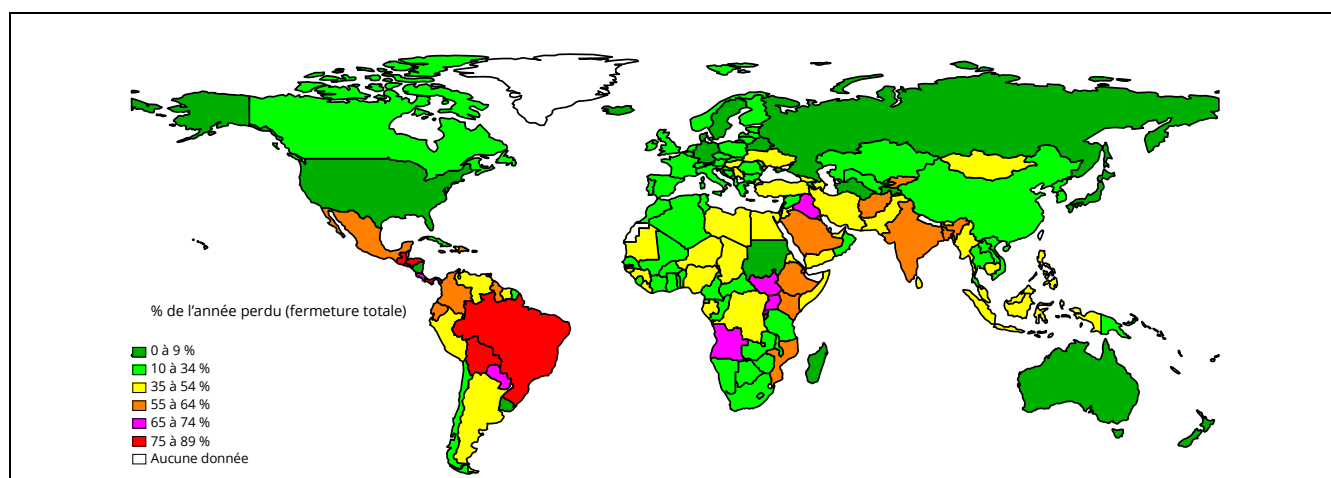 % de l’année perdu (fermeture totale)
0 à 9 %
10 à 34 %
35 à 54 %
55 à 64 %
65 à 74 %
75 à 89 %
Aucune donnée